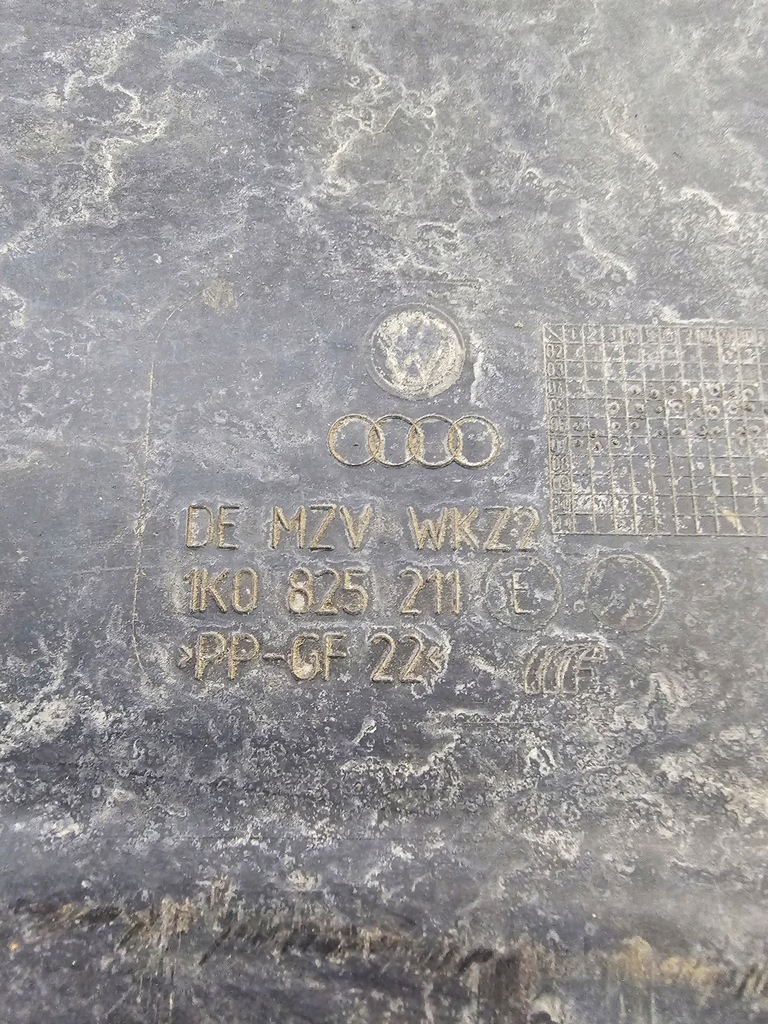 DE MZV WKZ2
1K0 825 211 E
>PP-GF 22<